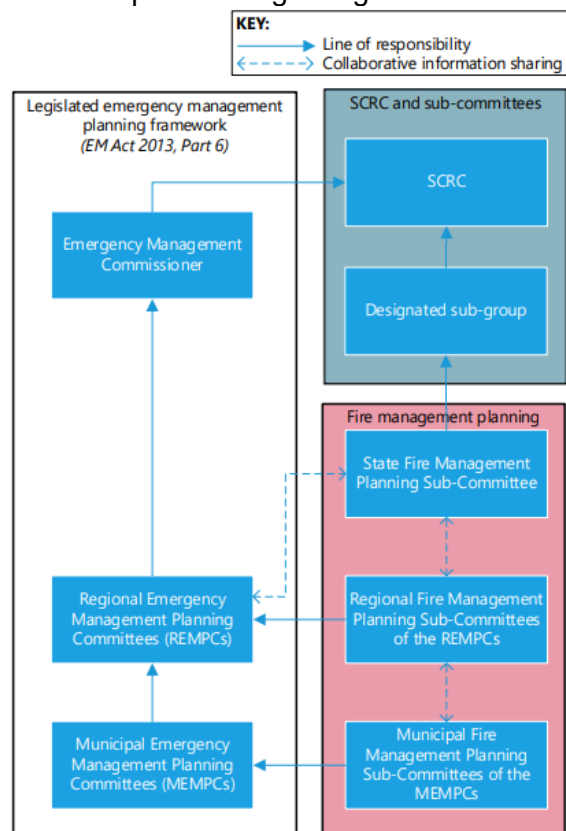 KEY:
Line of responsibility
Collaborative information sharing
Legislated emergency management
planning framework
(EM Act 2013, Part 6)
SCRC and sub-committees
SCRC
Emergency Management
Commissioner
Designated sub-group
Fire management planning
State Fire Management
Planning Sub-Committee
Regional Emergency
Management Planning
Committees (REMPCs)
Regional Fire Management
Planning Sub-Committees
of the REMPCs
Municipal Emergency
Management Planning
Committees (MEMPCs)
Municipal Fire
Management Planning
Sub-Committees of the
MEMPCs